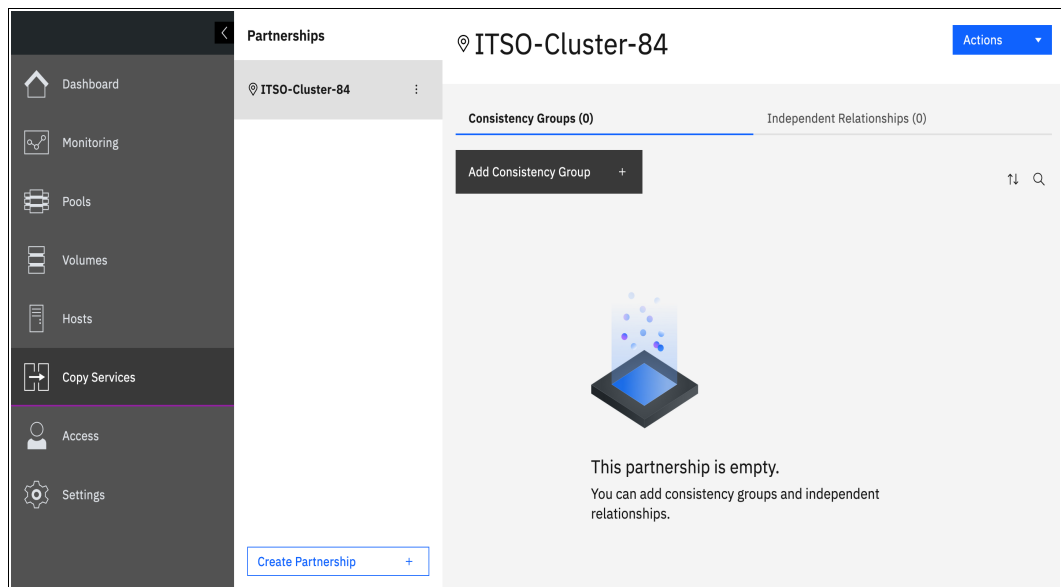 Dashboard
Monitoring
Pools
Volumes
Hosts
Copy Services
Access
Settings
Partnerships
ITSO-Cluster-84
Create Partnership +
ITSO-Cluster-84
Actions
Consistency Groups (0)
Independent Relationships (0)
Add Consistency Group +
This partnership is empty.
You can add consistency groups and independent
relationships.